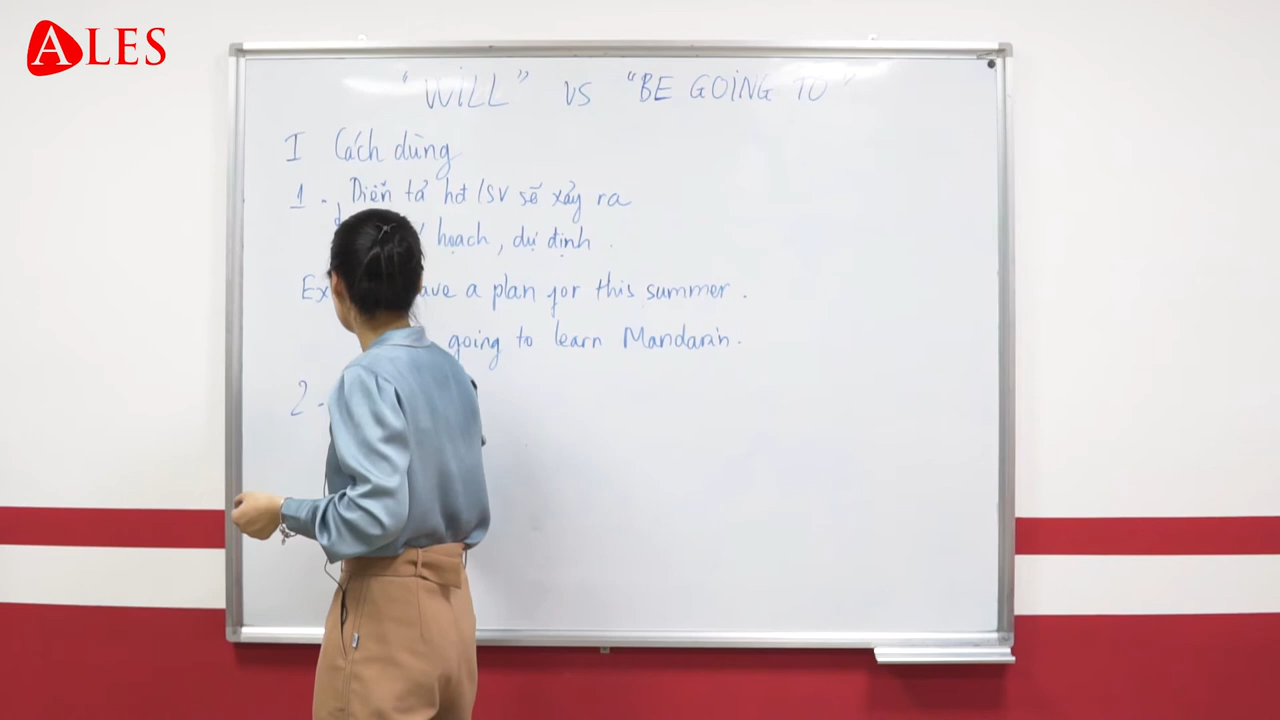 ALES
"WILL" vs "BE GOING TO"
I Cách dùng
1 - Diễn tả hđ/SV sẽ xảy ra
hoạch, dự định.
Ex a plan for this summer.
going to learn Mandarin.
2 -